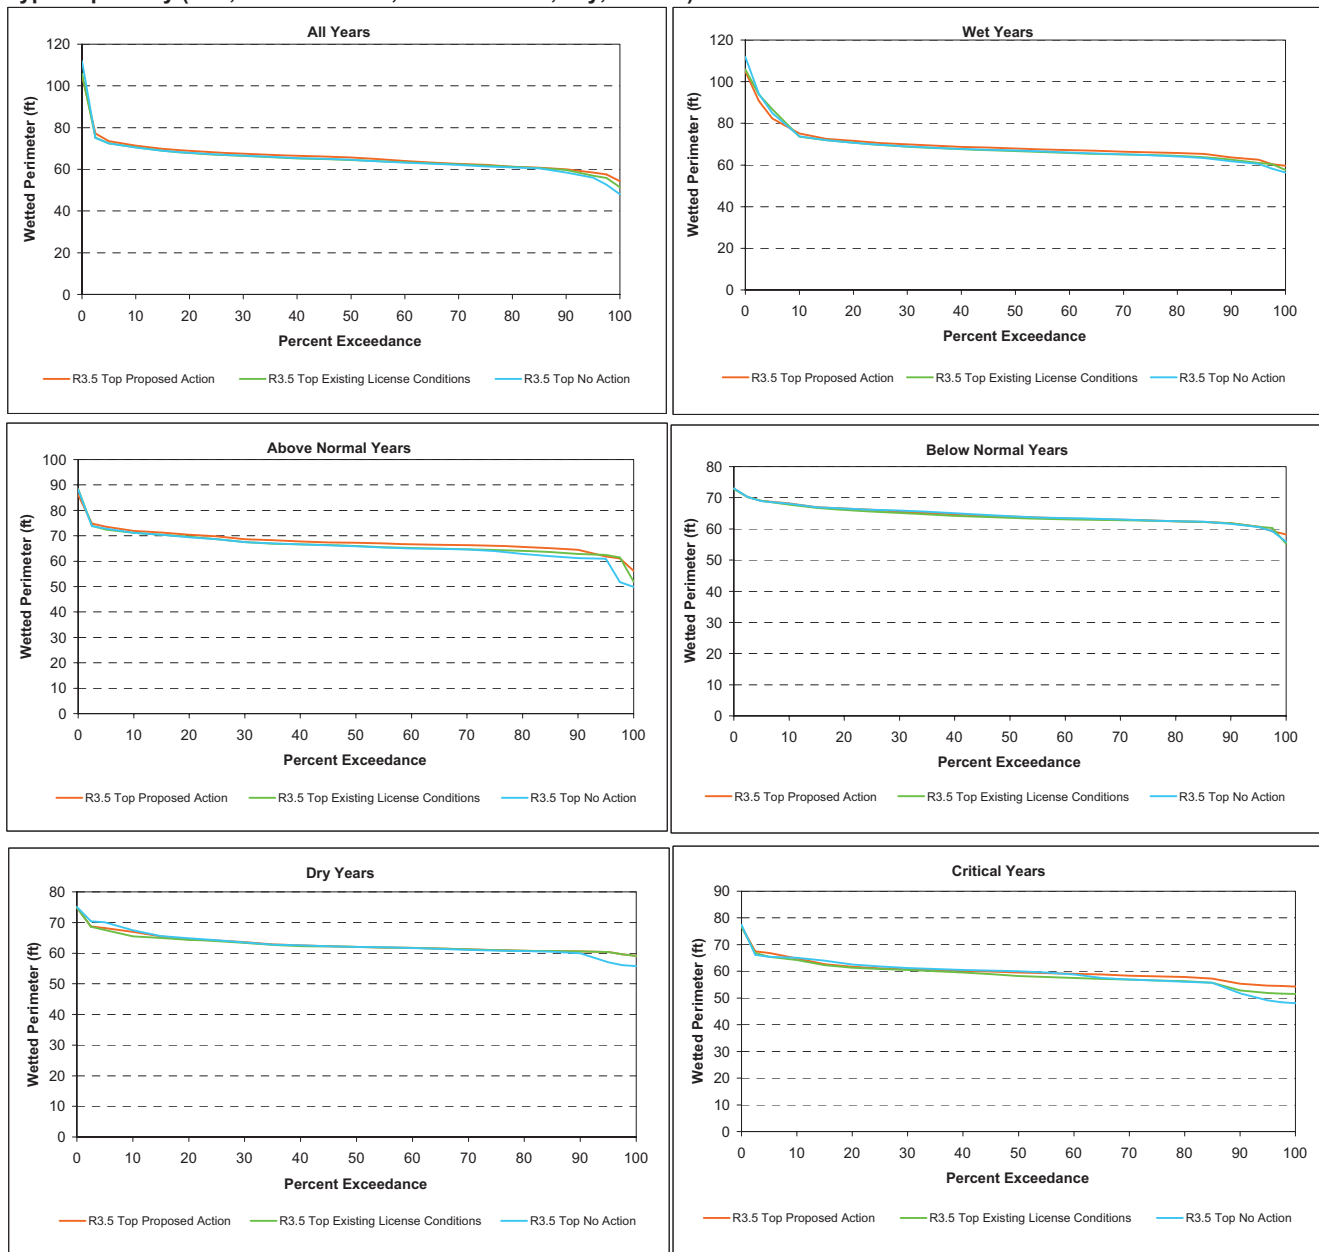 All Years
120
100
80
60
40
20
0
Wetted Perimeter (ft)
0 10 20 30 40 50 60 70 80 90 100
Percent Exceedance
R3.5 Top Proposed Action R3.5 Top Existing License Conditions R3.5 Top No Action
Wet Years
120
100
80
60
40
20
0
Wetted Perimeter (ft)
0 10 20 30 40 50 60 70 80 90 100
Percent Exceedance
R3.5 Top Proposed Action R3.5 Top Existing License Conditions R3.5 Top No Action
Above Normal Years
100
90
80
70
60
50
40
30
20
10
0
Wetted Perimeter (ft)
0 10 20 30 40 50 60 70 80 90 100
Percent Exceedance
R3.5 Top Proposed Action R3.5 Top Existing License Conditions R3.5 Top No Action
Below Normal Years
80
70
60
50
40
30
20
10
0
Wetted Perimeter (ft)
0 10 20 30 40 50 60 70 80 90 100
Percent Exceedance
R3.5 Top Proposed Action R3.5 Top Existing License Conditions R3.5 Top No Action
Dry Years
80
70
60
50
40
30
20
10
0
Wetted Perimeter (ft)
0 10 20 30 40 50 60 70 80 90 100
Percent Exceedance
R3.5 Top Proposed Action R3.5 Top Existing License Conditions R3.5 Top No Action
Critical Years
90
80
70
60
50
40
30
20
10
0
Wetted Perimeter (ft)
0 10 20 30 40 50 60 70 80 90 100
Percent Exceedance
R3.5 Top Proposed Action R3.5 Top Existing License Conditions R3.5 Top No Action